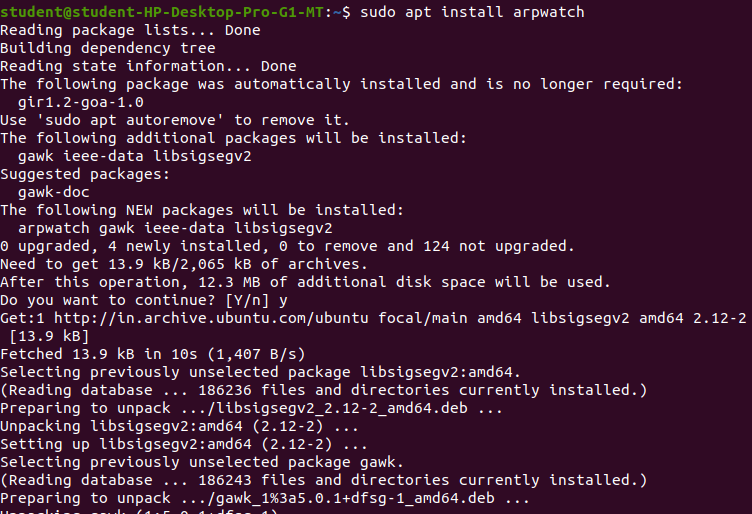 student@student-HP-Desktop-Pro-G1-MT:~$ sudo apt install arpwatch
Reading package lists... Done
Building dependency tree
Reading state information... Done
The following package was automatically installed and is no longer required:
  gir1.2-goa-1.0
Use 'sudo apt autoremove' to remove it.
The following additional packages will be installed:
  gawk ieee-data libsigsegv2
Suggested packages:
  gawk-doc
The following NEW packages will be installed:
  arpwatch gawk ieee-data libsigsegv2
0 upgraded, 4 newly installed, 0 to remove and 124 not upgraded.
Need to get 13.9 kB/2,065 kB of archives.
After this operation, 12.3 MB of additional disk space will be used.
Do you want to continue? [Y/n] y
Get:1 http://in.archive.ubuntu.com/ubuntu focal/main amd64 libsigsegv2 amd64 2.12-2
 [13.9 kB]
Fetched 13.9 kB in 10s (1,407 B/s)
Selecting previously unselected package libsigsegv2:amd64.
(Reading database ... 186236 files and directories currently installed.)
Preparing to unpack .../libsigsegv2_2.12-2_amd64.deb ...
Unpacking libsigsegv2:amd64 (2.12-2) ...
Setting up libsigsegv2:amd64 (2.12-2) ...
Selecting previously unselected package gawk.
(Reading database ... 186243 files and directories currently installed.)
Preparing to unpack .../gawk_1%3a5.0.1+dfsg-1_amd64.deb ...